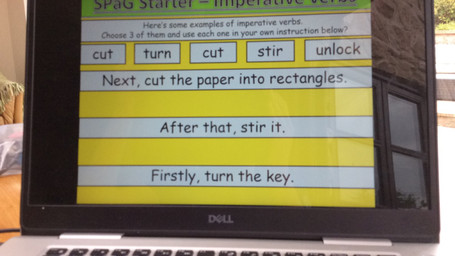 SPaG Starter – Imperative Verbs
Here's some examples of imperative verbs.
Choose 3 of them and use each one in your own instruction below?
cut turn cut stir unlock
Next, cut the paper into rectangles.
After that, stir it.
Firstly, turn the key.
DELL